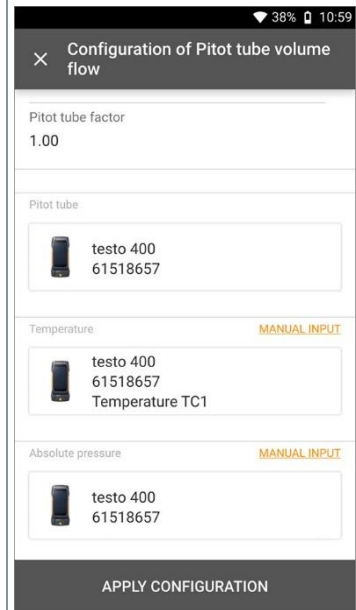 38% 10:59
Configuration of Pitot tube volume
flow
Pitot tube factor
1.00
Pitot tube
testo 400
61518657
Temperature MANUAL INPUT
testo 400
61518657
Temperature TC1
Absolute pressure MANUAL INPUT
testo 400
61518657
APPLY CONFIGURATION